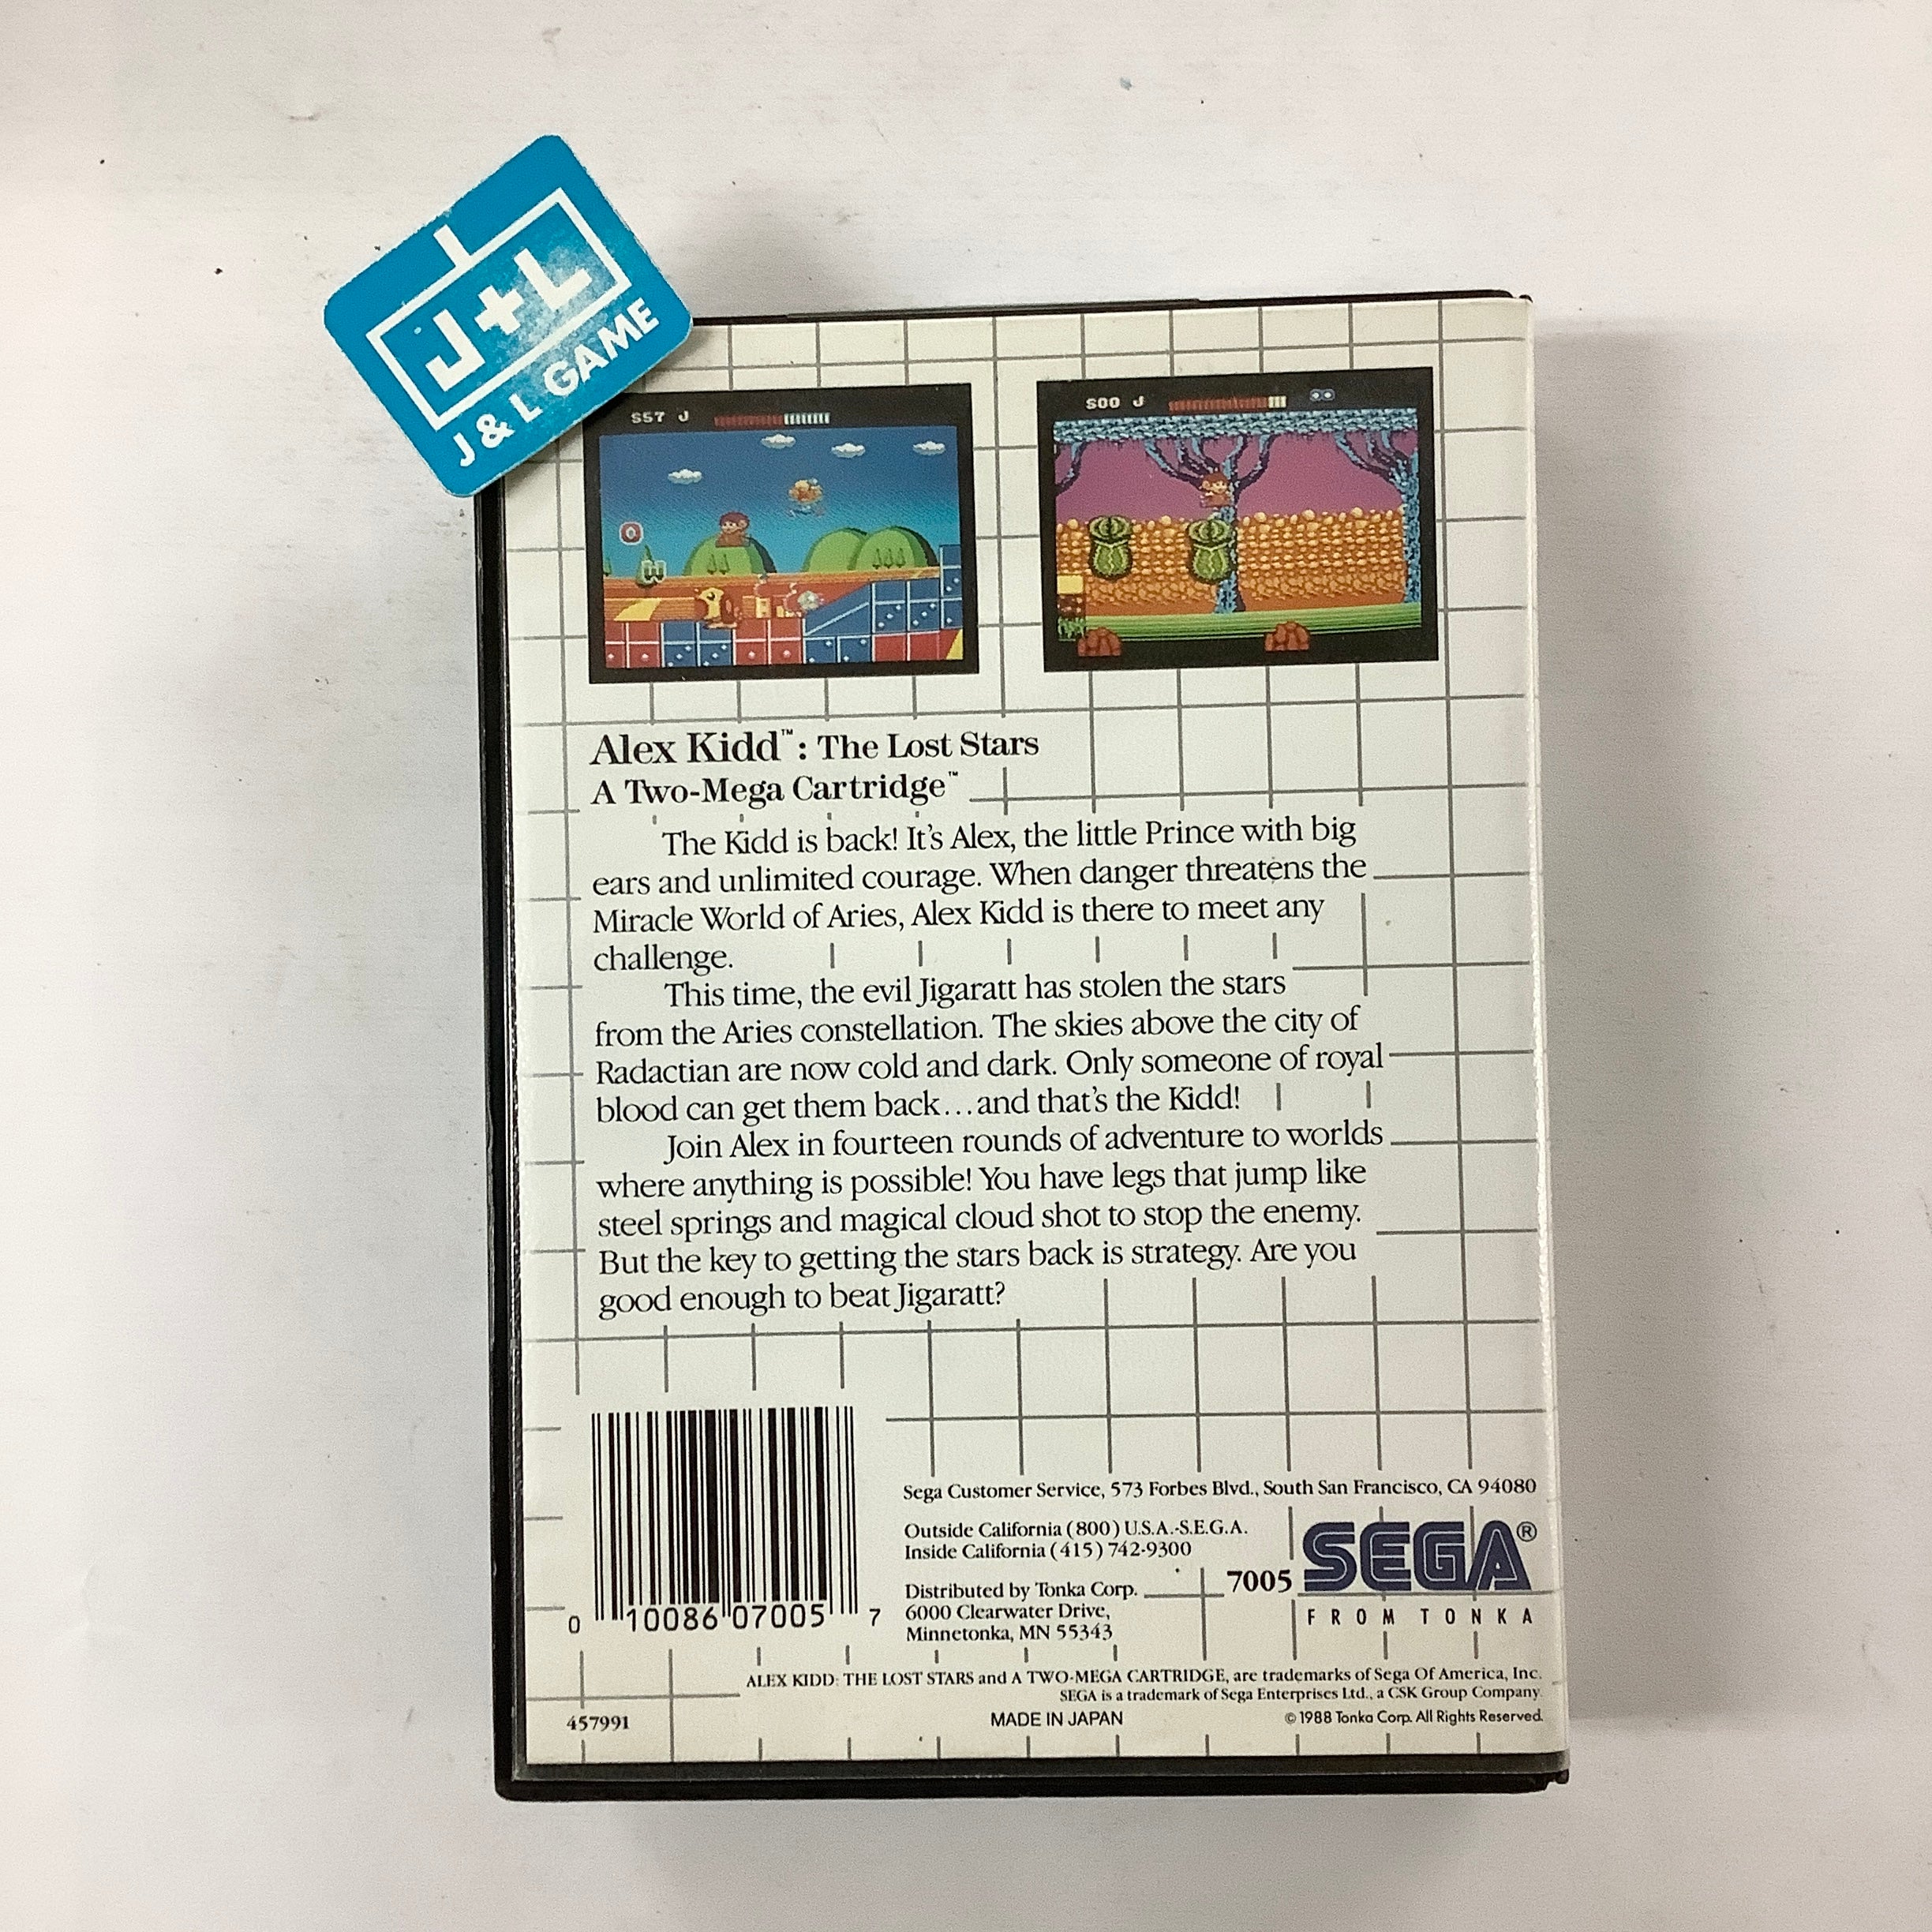 J+L
J & L GAME
S57 J
S00 J
O
W
Alex Kidd™: The Lost Stars
A Two-Mega Cartridge™
The Kidd is back! It's Alex, the little Prince with big
ears and unlimited courage. When danger threatens the
Miracle World of Aries, Alex Kidd is there to meet any
challenge.
This time, the evil Jigaratt has stolen the stars
from the Aries constellation. The skies above the city of
Radactian are now cold and dark. Only someone of royal
blood can get them back...and that's the Kidd!
Join Alex in fourteen rounds of adventure to worlds
where anything is possible! You have legs that jump like
steel springs and magical cloud shot to stop the enemy.
But the key to getting the stars back is strategy. Are you
good enough to beat Jigaratt?
0 10086 07005 7
Sega Customer Service, 573 Forbes Blvd., South San Francisco, CA 94080
Outside California (800) U.S.A.-S.E.G.A.
Inside California (415) 742-9300
Distributed by Tonka Corp.
6000 Clearwater Drive,
Minnetonka, MN 55343
7005
SEGA®
FROM TONKA
ALEX KIDD: THE LOST STARS and A TWO-MEGA CARTRIDGE, are trademarks of Sega Of America, Inc.
SEGA is a trademark of Sega Enterprises Ltd., a CSK Group Company.
457991
MADE IN JAPAN
© 1988 Tonka Corp. All Rights Reserved.